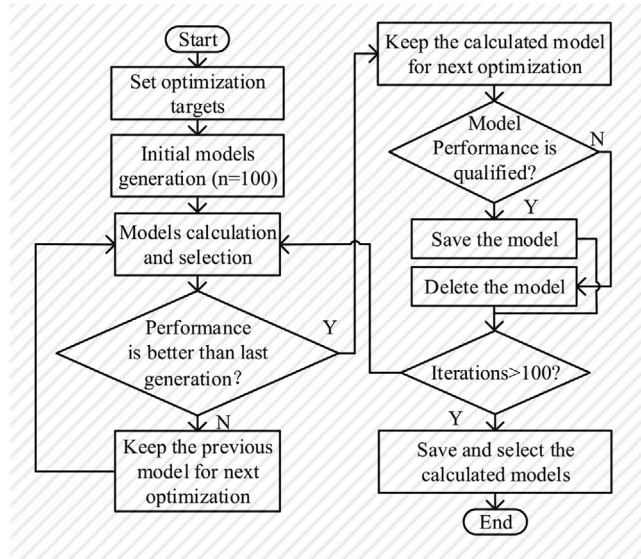 Start
Set optimization
targets
Initial models
generation (n=100)
Models calculation
and selection
Performance
is better than last
generation?
Y
N
Keep the previous
model for next
optimization
Keep the calculated model
for next optimization
Model
Performance is
qualified?
N
Y
Save the model
Delete the model
Iterations>100?
Y
Save and select the
calculated models
End